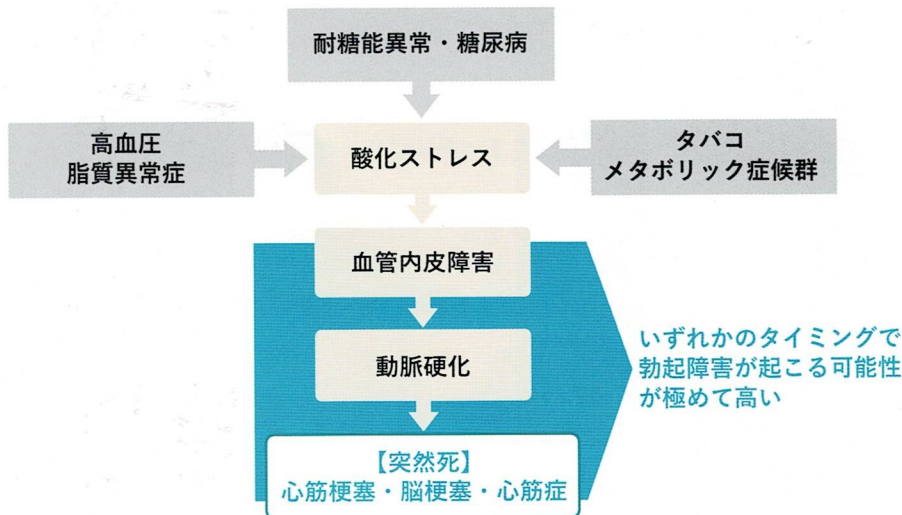 耐糖能異常・糖尿病
高血圧
脂質異常症
酸化ストレス
タバコ
メタボリック症候群
血管内皮障害
動脈硬化
【突然死】
心筋梗塞・脳梗塞・心筋症
いずれかのタイミングで
勃起障害が起こる可能性
が極めて高い